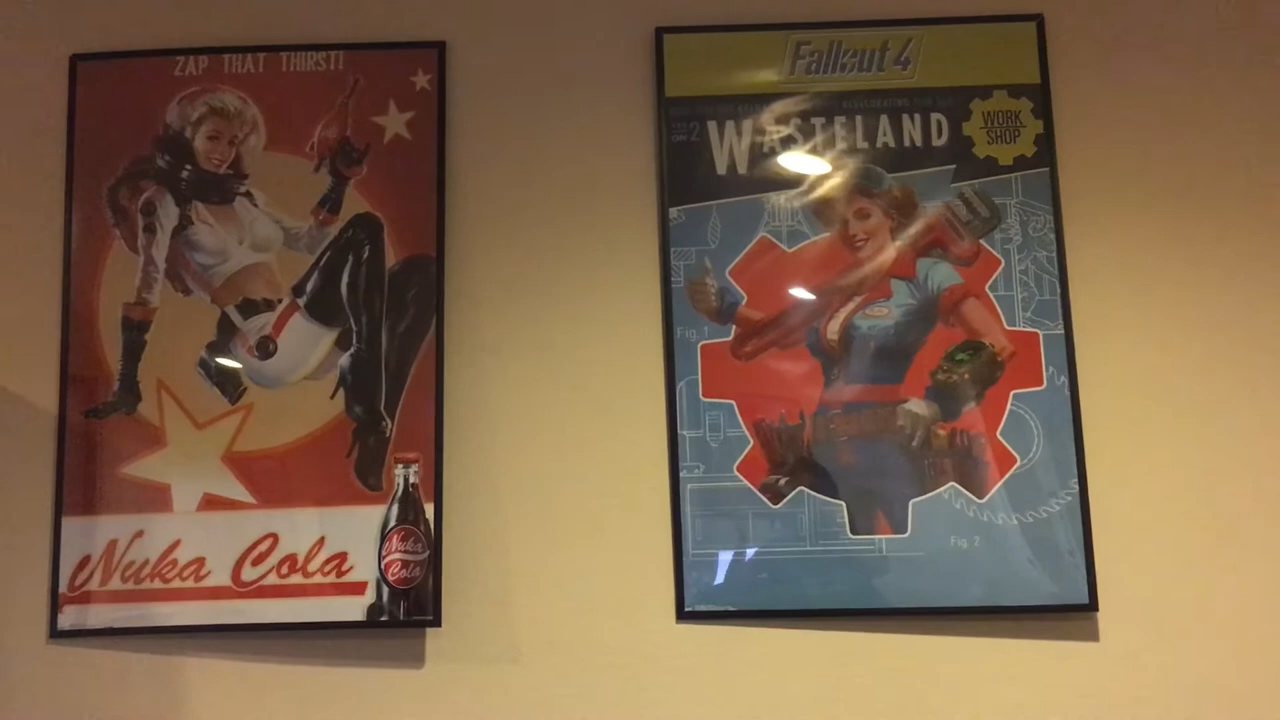 ZAP THAT THIRST!
Nuka Cola
Nuka
Cola
Fallout 4
WASTELAND
WORK
SHOP
Fig. 1
Fig. 2